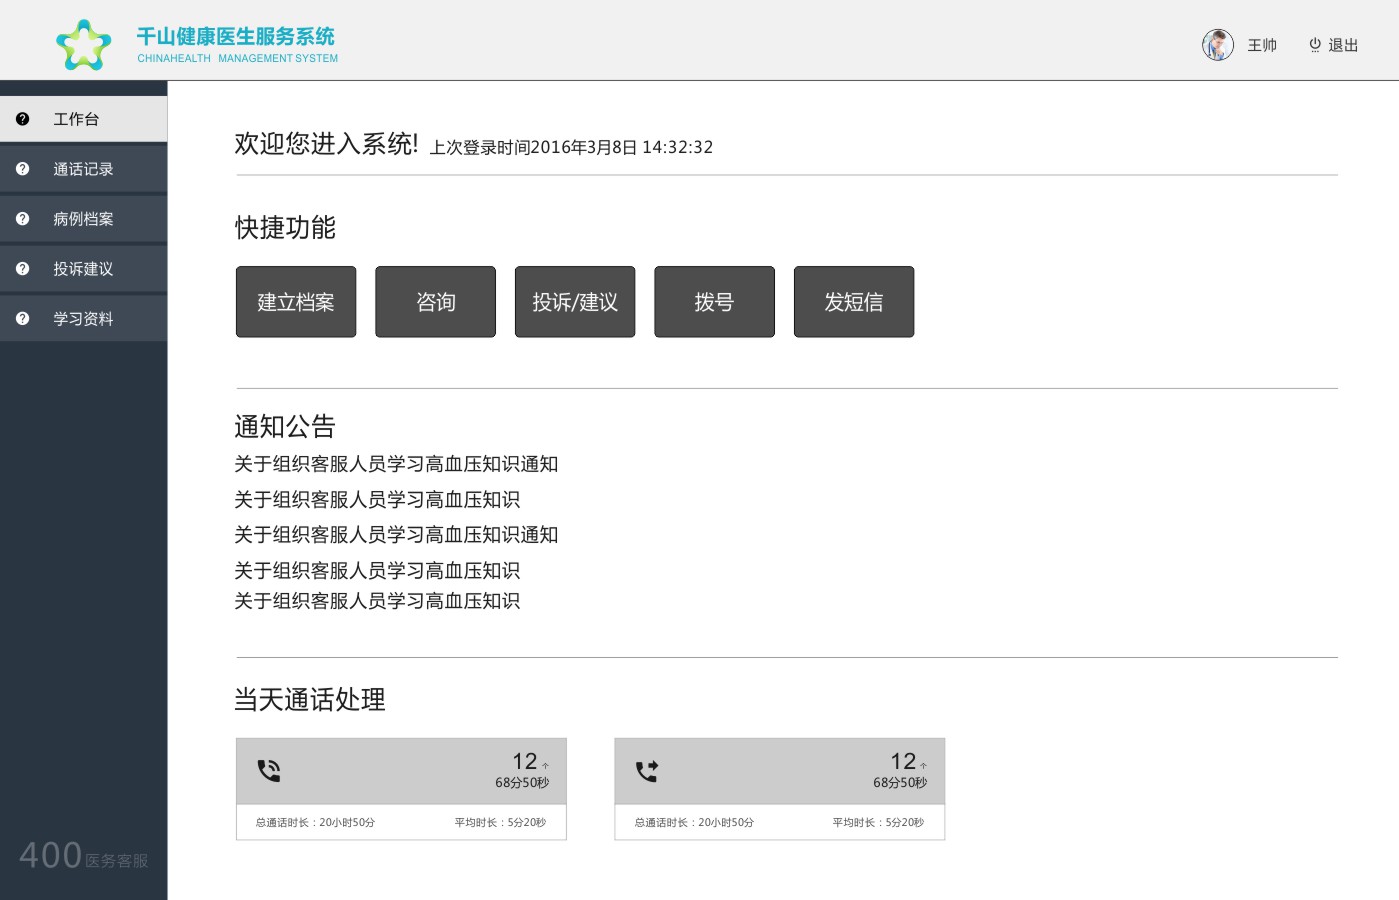 千山健康医生服务系统
CHINAHEALTH MANAGEMENT SYSTEM
王帅
退出
工作台
通话记录
病例档案
投诉建议
学习资料
400医务客服
欢迎您进入系统! 上次登录时间2016年3月8日 14:32:32
快捷功能
建立档案
咨询
投诉/建议
拨号
发短信
通知公告
关于组织客服人员学习高血压知识通知
关于组织客服人员学习高血压知识
关于组织客服人员学习高血压知识通知
关于组织客服人员学习高血压知识
关于组织客服人员学习高血压知识
当天通话处理
12 个
68分50秒
总通话时长：20小时50分
平均时长：5分20秒
12 个
68分50秒
总通话时长：20小时50分
平均时长：5分20秒